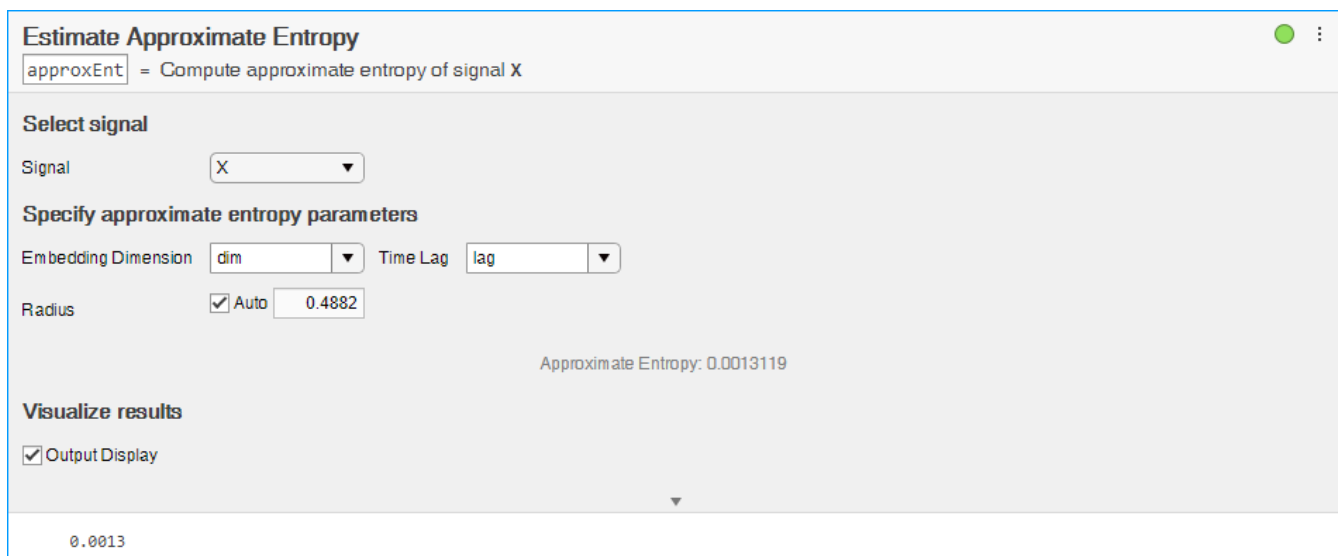 Estimate Approximate Entropy
approxEnt = Compute approximate entropy of signal X
Select signal
Signal X
Specify approximate entropy parameters
Embedding Dimension dim Time Lag lag
Radius Auto 0.4882
Approximate Entropy: 0.0013119
Visualize results
Output Display
0.0013